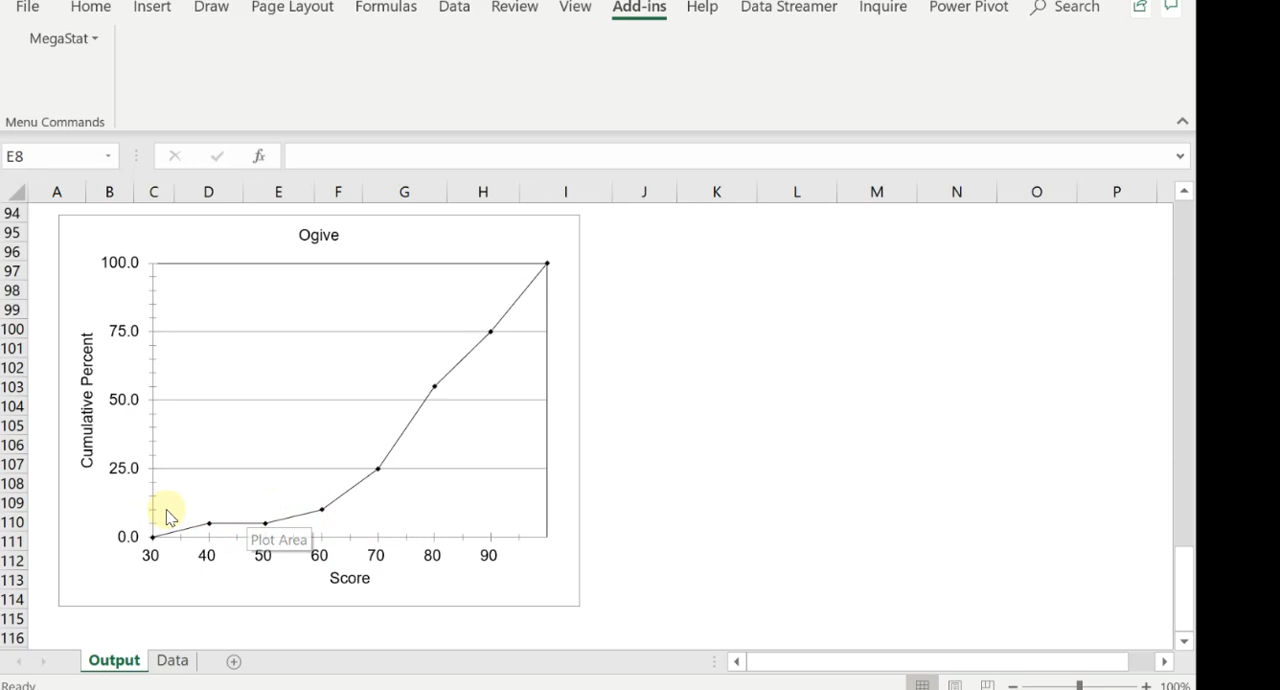 File Home Insert Draw Page Layout Formulas Data Review View Add-ins Help Data Streamer Inquire Power Pivot Search
MegaStat
Menu Commands
E8 fx
A B C D E F G H I J K L M N O P
94
95
96
97
98
99
100
101
102
103
104
105
106
107
108
109
110
111
112
113
114
115
116
Ogive
100.0
75.0
50.0
25.0
0.0
Cumulative Percent
Plot Area
30 40 50 60 70 80 90
Score
Output Data
Ready 100%